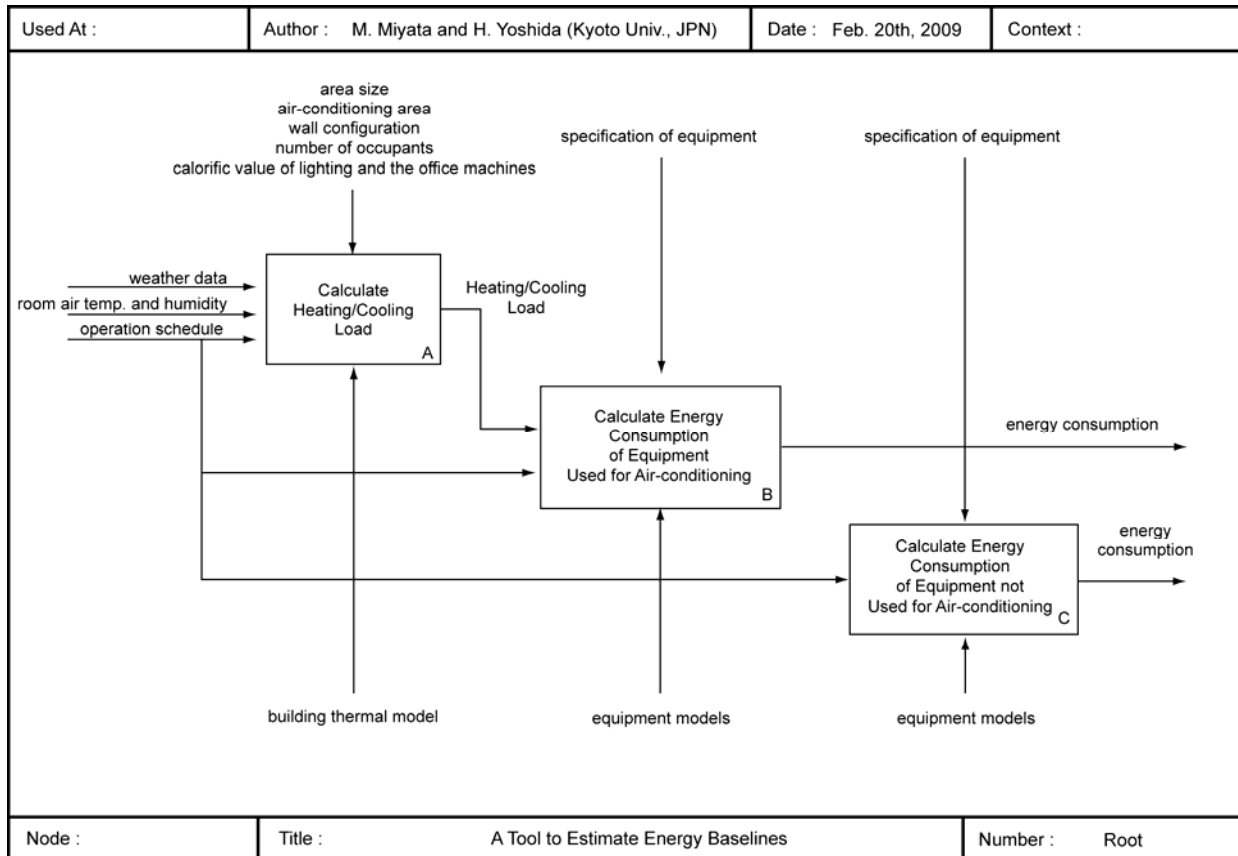 Used At :
Author : M. Miyata and H. Yoshida (Kyoto Univ., JPN)
Date : Feb. 20th, 2009
Context :
area size
air-conditioning area
wall configuration
number of occupants
calorific value of lighting and the office machines
specification of equipment
specification of equipment
weather data
room air temp. and humidity
operation schedule
Calculate
Heating/Cooling
Load
A
Heating/Cooling
Load
Calculate Energy
Consumption
of Equipment
Used for Air-conditioning
B
energy consumption
Calculate Energy
Consumption
of Equipment not
Used for Air-conditioning
C
energy
consumption
building thermal model
equipment models
equipment models
Node :
Title : A Tool to Estimate Energy Baselines
Number : Root